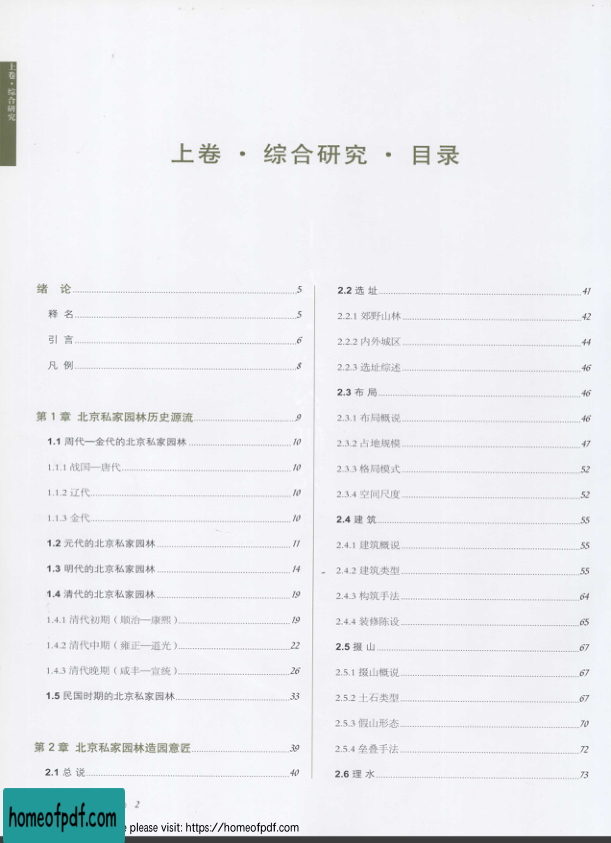 上卷·综合研究
上卷·综合研究·目录
绪 论 5
释 名 5
引 言 6
凡 例 8
第1章 北京私家园林历史源流 9
1.1 周代—金代的北京私家园林 10
1.1.1 战国—唐代 10
1.1.2 辽代 10
1.1.3 金代 10
1.2 元代的北京私家园林 11
1.3 明代的北京私家园林 14
1.4 清代的北京私家园林 19
1.4.1 清代初期（顺治—康熙） 19
1.4.2 清代中期（雍正—道光） 22
1.4.3 清代晚期（咸丰—宣统） 26
1.5 民国时期的北京私家园林 33
第2章 北京私家园林造园意匠 39
2.1 总 说 40
2.2 选 址 41
2.2.1 郊野山林 42
2.2.2 内外城区 44
2.2.3 选址综述 46
2.3 布 局 46
2.3.1 布局概说 46
2.3.2 占地规模 47
2.3.3 格局模式 52
2.3.4 空间尺度 52
2.4 建 筑 55
2.4.1 建筑概说 55
2.4.2 建筑类型 55
2.4.3 构筑手法 64
2.4.4 装修陈设 65
2.5 掇 山 67
2.5.1 掇山概说 67
2.5.2 土石类型 67
2.5.3 假山形态 70
2.5.4 垒叠手法 72
2.6 理 水 73
2
homeofpdf.com
please visit: https://homeofpdf.com